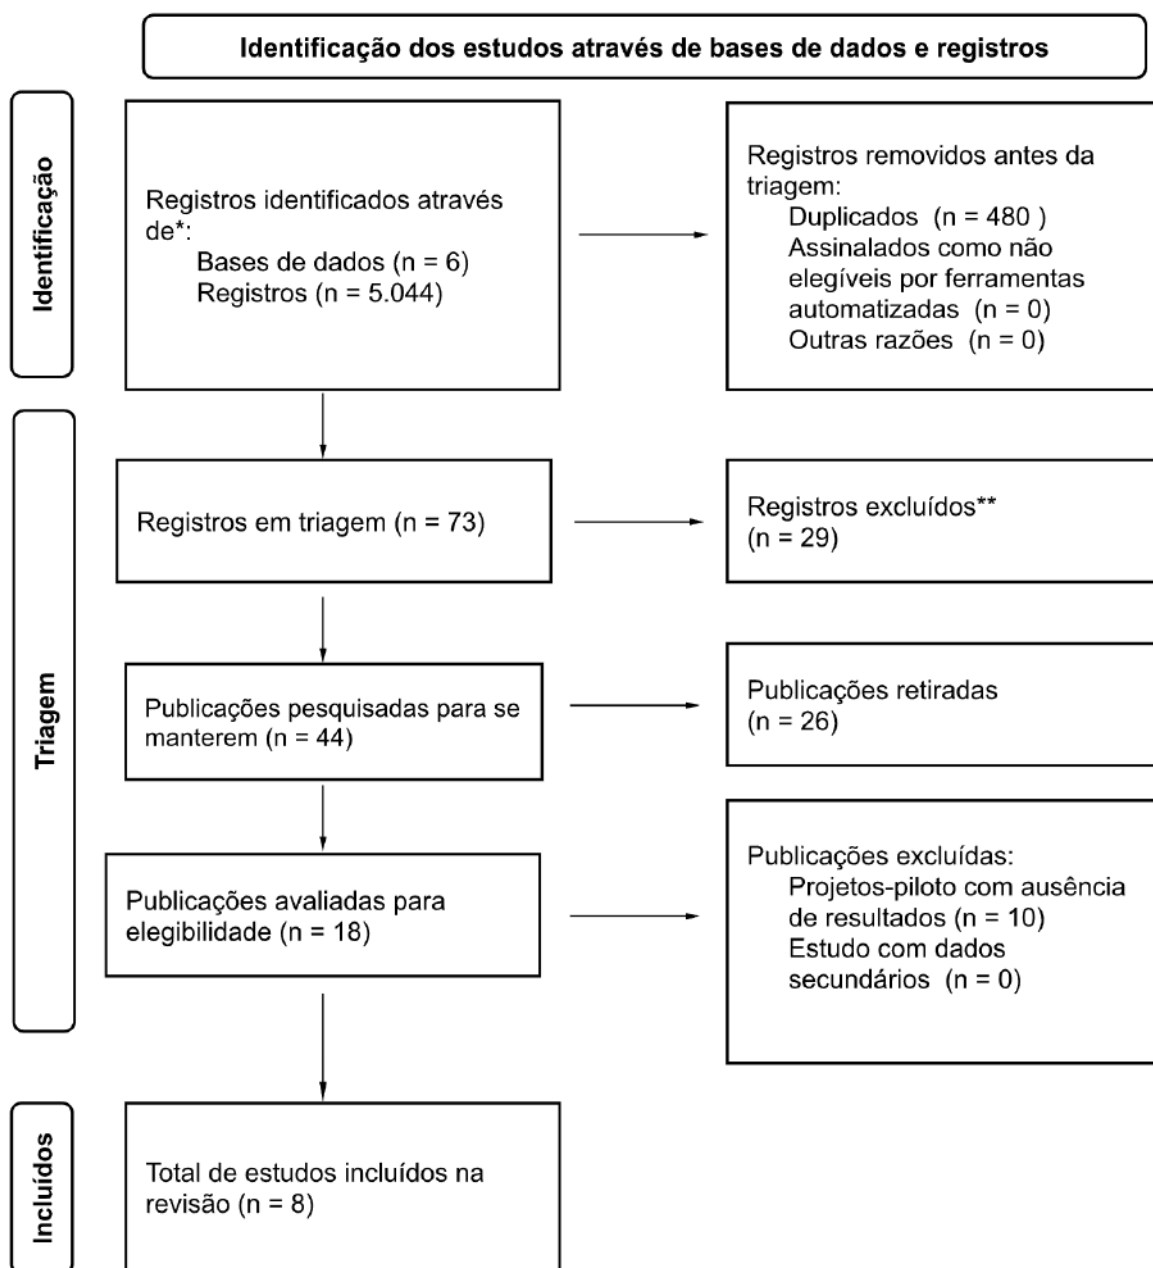 Identificação dos estudos através de bases de dados e registros
Identificação
Registros identificados através
de*:
Bases de dados (n = 6)
Registros (n = 5.044)
Registros removidos antes da
triagem:
Duplicados (n = 480 )
Assinalados como não
elegíveis por ferramentas
automatizadas (n = 0)
Outras razões (n = 0)
Triagem
Registros em triagem (n = 73)
Registros excluídos**
(n = 29)
Publicações pesquisadas para se
manterem (n = 44)
Publicações retiradas
(n = 26)
Publicações avaliadas para
elegibilidade (n = 18)
Publicações excluídas:
Projetos-piloto com ausência
de resultados (n = 10)
Estudo com dados
secundários (n = 0)
Incluídos
Total de estudos incluídos na
revisão (n = 8)